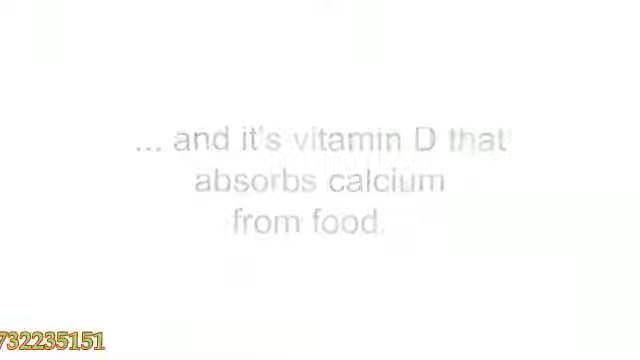 ... and it's vitamin D that
absorbs calcium
from food.
732235151